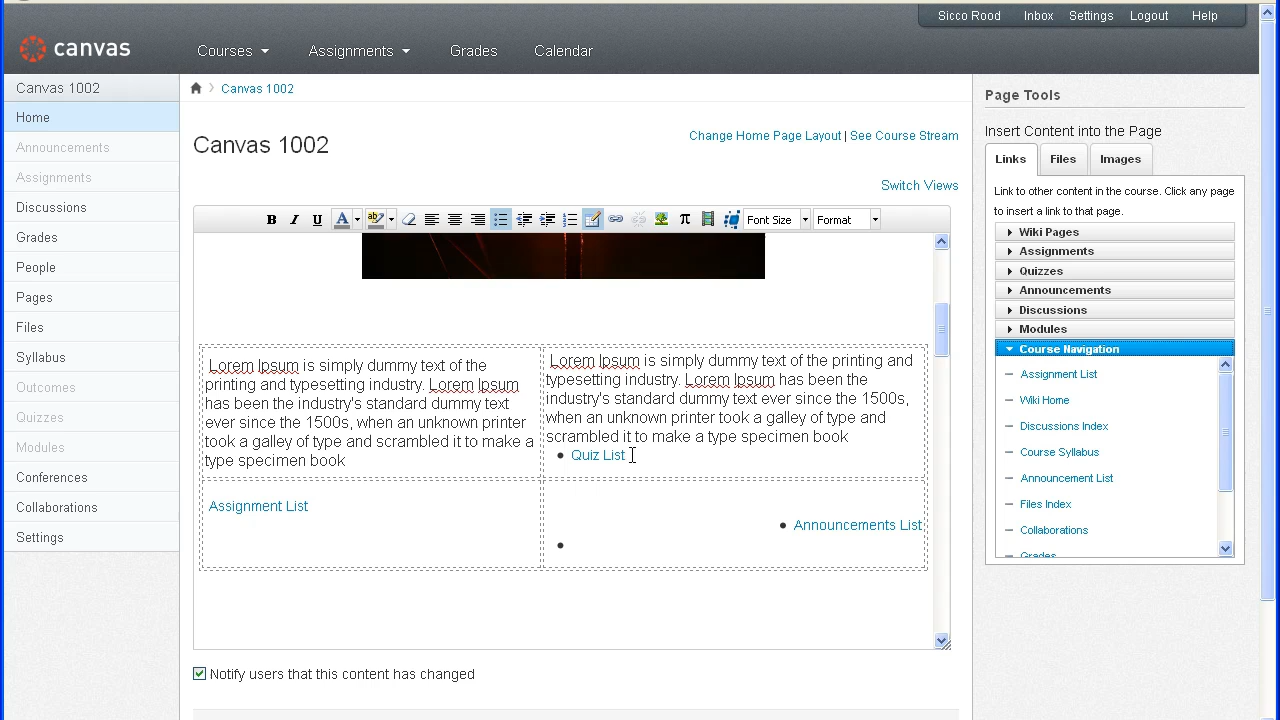 Sicco Rood Inbox Settings Logout Help
canvas Courses Assignments Grades Calendar
Canvas 1002
Home
Announcements
Assignments
Discussions
Grades
People
Pages
Files
Syllabus
Outcomes
Quizzes
Modules
Conferences
Collaborations
Settings
Canvas 1002
Canvas 1002
Change Home Page Layout | See Course Stream
Switch Views
B I U A ab Font Size Format
Lorem Ipsum is simply dummy text of the
printing and typesetting industry. Lorem Ipsum
has been the industry's standard dummy text
ever since the 1500s, when an unknown printer
took a galley of type and scrambled it to make a
type specimen book
Lorem Ipsum is simply dummy text of the printing and
typesetting industry. Lorem Ipsum has been the
industry's standard dummy text ever since the 1500s,
when an unknown printer took a galley of type and
scrambled it to make a type specimen book
• Quiz List
Assignment List
• Announcements List
•
Notify users that this content has changed
Page Tools
Insert Content into the Page
Links Files Images
Link to other content in the course. Click any page
to insert a link to that page.
Wiki Pages
Assignments
Quizzes
Announcements
Discussions
Modules
Course Navigation
Assignment List
Wiki Home
Discussions Index
Course Syllabus
Announcement List
Files Index
Collaborations
Grades